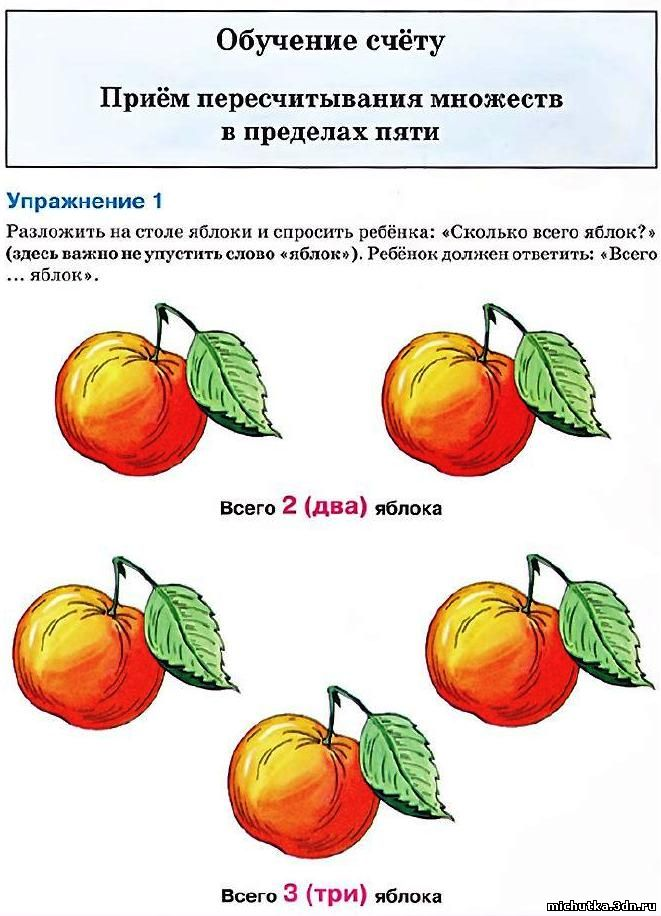 Обучение счёту
Приём пересчитывания множеств
в пределах пяти
Упражнение 1
Разложить на столе яблоки и спросить ребёнка: «Сколько всего яблок?»
(здесь важно не упустить слово «яблок»). Ребёнок должен ответить: «Всего
... яблок».
Всего 2 (два) яблока
Всего 3 (три) яблока
michutka.3dn.ru